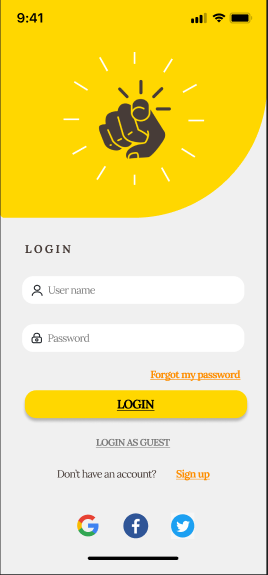 9:41
LOGIN
User name
Password
Forgot my password
LOGIN
LOGIN AS GUEST
Don't have an account? Sign up